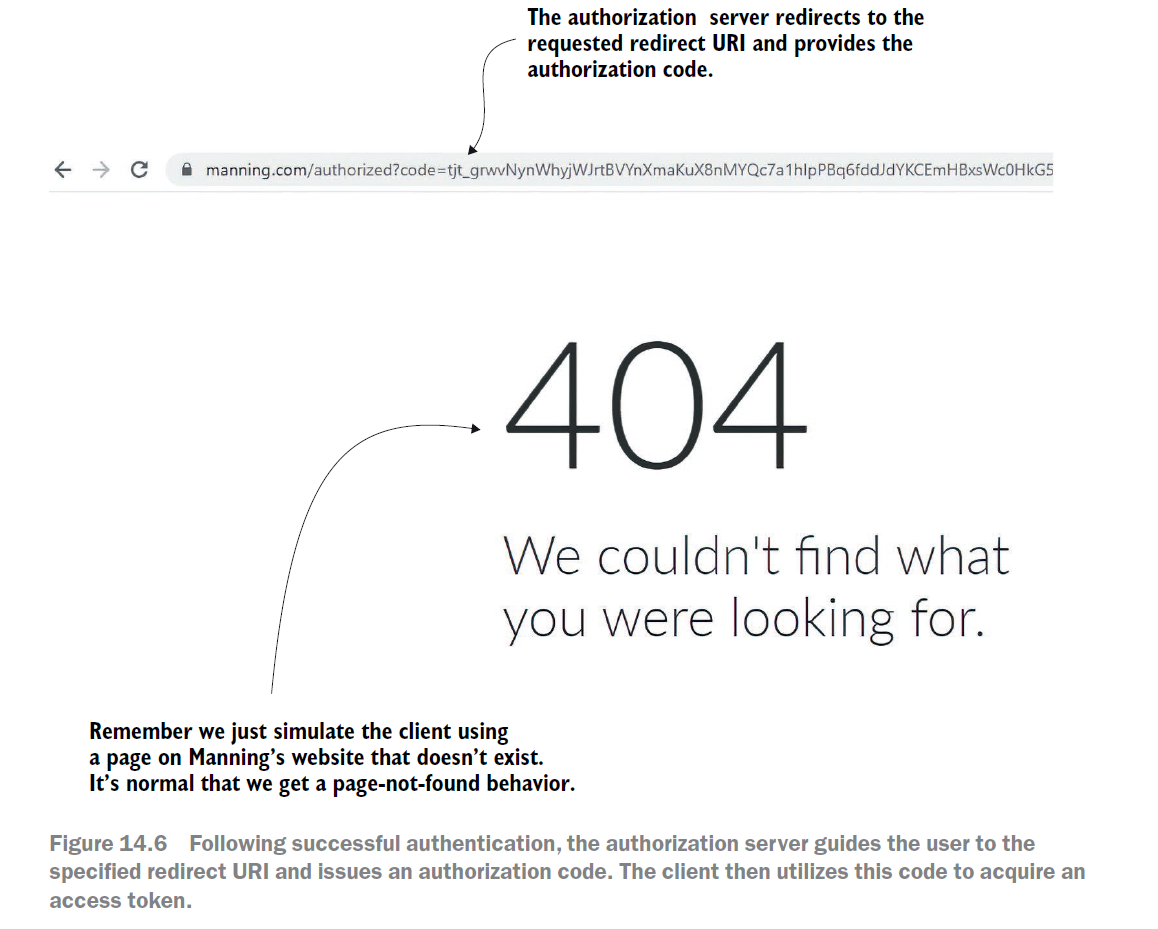 The authorization server redirects to the
requested redirect URI and provides the
authorization code.
manning.com/authorized?code=tjt_grwvNynWhyjWJrtBVYnXmaKuX8nMYQc7a1hIpPBq6fddJdYKCEmHBxsWc0HkG5
404
We couldn't find what
you were looking for.
Remember we just simulate the client using
a page on Manning’s website that doesn’t exist.
It’s normal that we get a page-not-found behavior.
Figure 14.6 Following successful authentication, the authorization server guides the user to the
specified redirect URI and issues an authorization code. The client then utilizes this code to acquire an
access token.